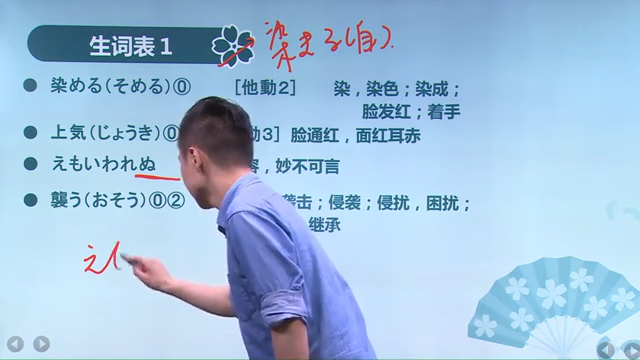 生词表1
染まる(自).
染める(そめる)⓪ [他動2] 染，染色；染成；
脸发红；着手
上気(じょうき)⓪ 動3] 脸通红，面红耳赤
えもいわれぬ 容，妙不可言
襲う(おそう)⓪② 袭击；侵袭；侵扰，困扰；
继承
え